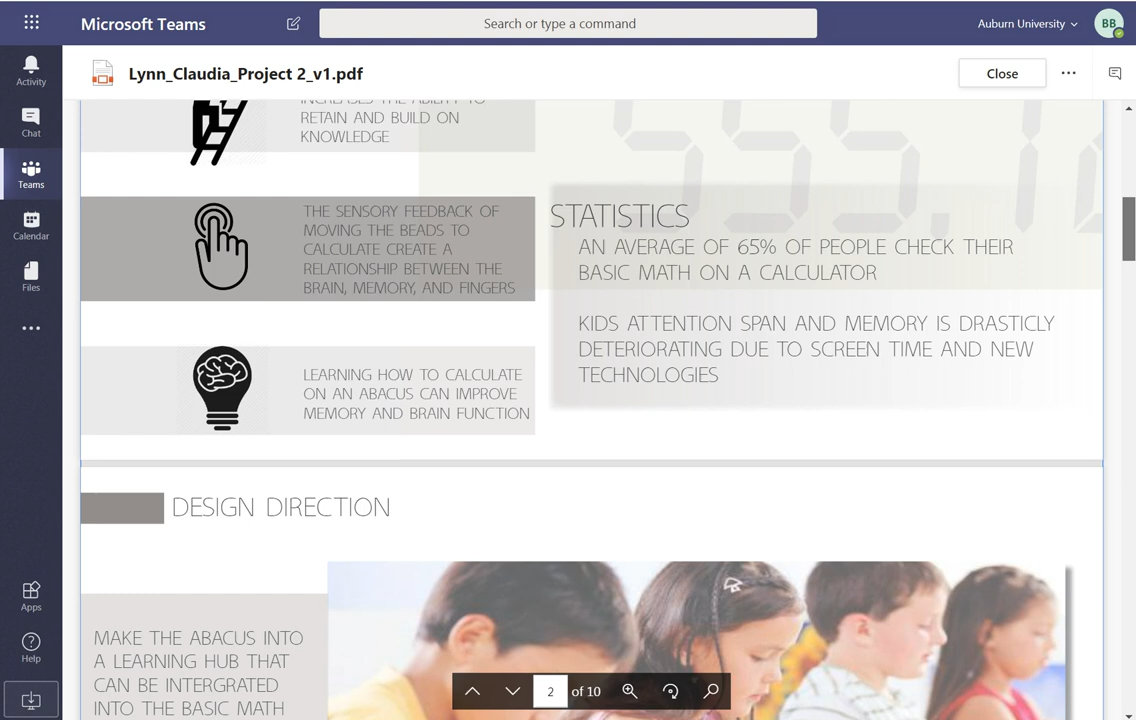 Microsoft Teams
Search or type a command
Auburn University
BB
Activity
Chat
Teams
Calendar
Files
Apps
Help
Lynn_Claudia_Project 2_v1.pdf
Close
INCREASES THE ABILITY TO
RETAIN AND BUILD ON
KNOWLEDGE
THE SENSORY FEEDBACK OF
MOVING THE BEADS TO
CALCULATE CREATE A
RELATIONSHIP BETWEEN THE
BRAIN, MEMORY, AND FINGERS
LEARNING HOW TO CALCULATE
ON AN ABACUS CAN IMPROVE
MEMORY AND BRAIN FUNCTION
STATISTICS
AN AVERAGE OF 65% OF PEOPLE CHECK THEIR
BASIC MATH ON A CALCULATOR
KIDS ATTENTION SPAN AND MEMORY IS DRASTICLY
DETERIORATING DUE TO SCREEN TIME AND NEW
TECHNOLOGIES
DESIGN DIRECTION
MAKE THE ABACUS INTO
A LEARNING HUB THAT
CAN BE INTERGRATED
INTO THE BASIC MATH
2 of 10